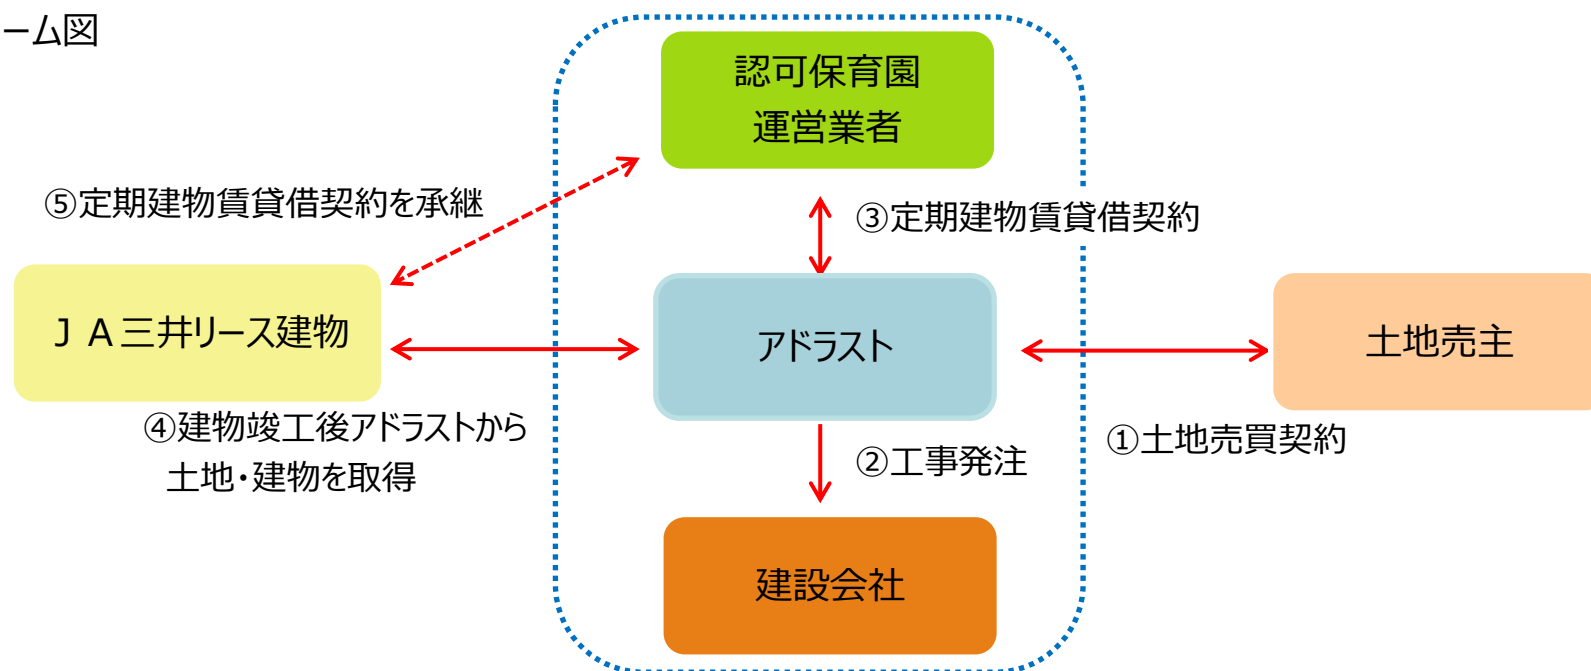 ーム図
認可保育園
運営業者
⑤定期建物賃貸借契約を承継
③定期建物賃貸借契約
ＪＡ三井リース建物
アドラスト
土地売主
④建物竣工後アドラストから
土地・建物を取得
①土地売買契約
②工事発注
建設会社